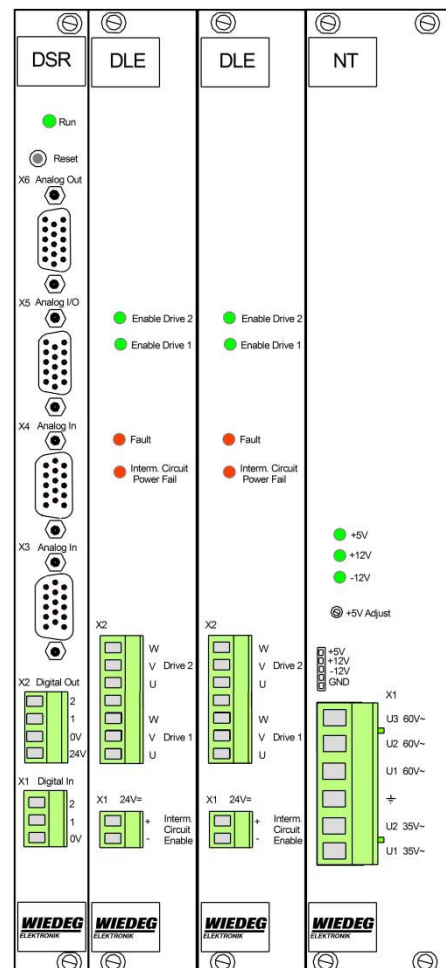 DSR
Run
Reset
X6 Analog Out
X5 Analog I/O
X4 Analog In
X3 Analog In
X2 Digital Out
2
1
0V
24V
X1 Digital In
2
1
0V
WIEDEG
ELEKTRONIK
DLE
Enable Drive 2
Enable Drive 1
Fault
Interm. Circuit
Power Fail
X2
W
V Drive 2
U
W
V Drive 1
U
X1 24V=
+ Interm.
Circuit
- Enable
WIEDEG
ELEKTRONIK
DLE
Enable Drive 2
Enable Drive 1
Fault
Interm. Circuit
Power Fail
X2
W
V Drive 2
U
W
V Drive 1
U
X1 24V=
+ Interm.
Circuit
- Enable
WIEDEG
ELEKTRONIK
NT
+5V
+12V
-12V
+5V Adjust
+5V
+12V
-12V
GND
X1
U3 60V~
U2 60V~
U1 60V~
U2 35V~
U1 35V~
WIEDEG
ELEKTRONIK